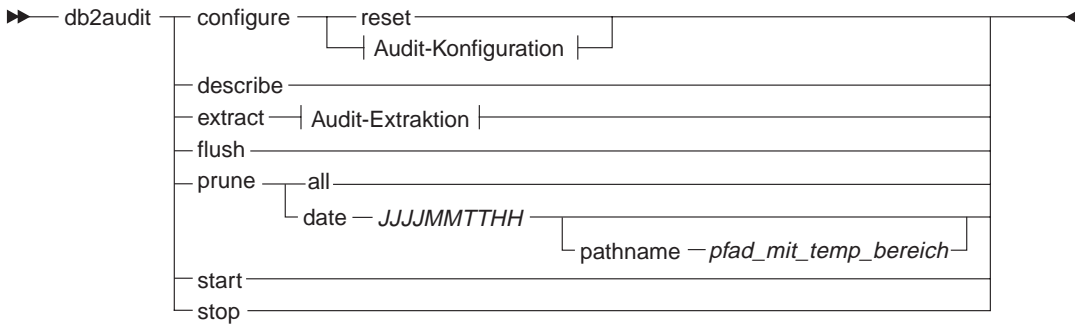 db2audit configure reset
Audit-Konfiguration
describe
extract Audit-Extraktion
flush
prune all
date JJJJMMTTHH
pathname pfad_mit_temp_bereich
start
stop